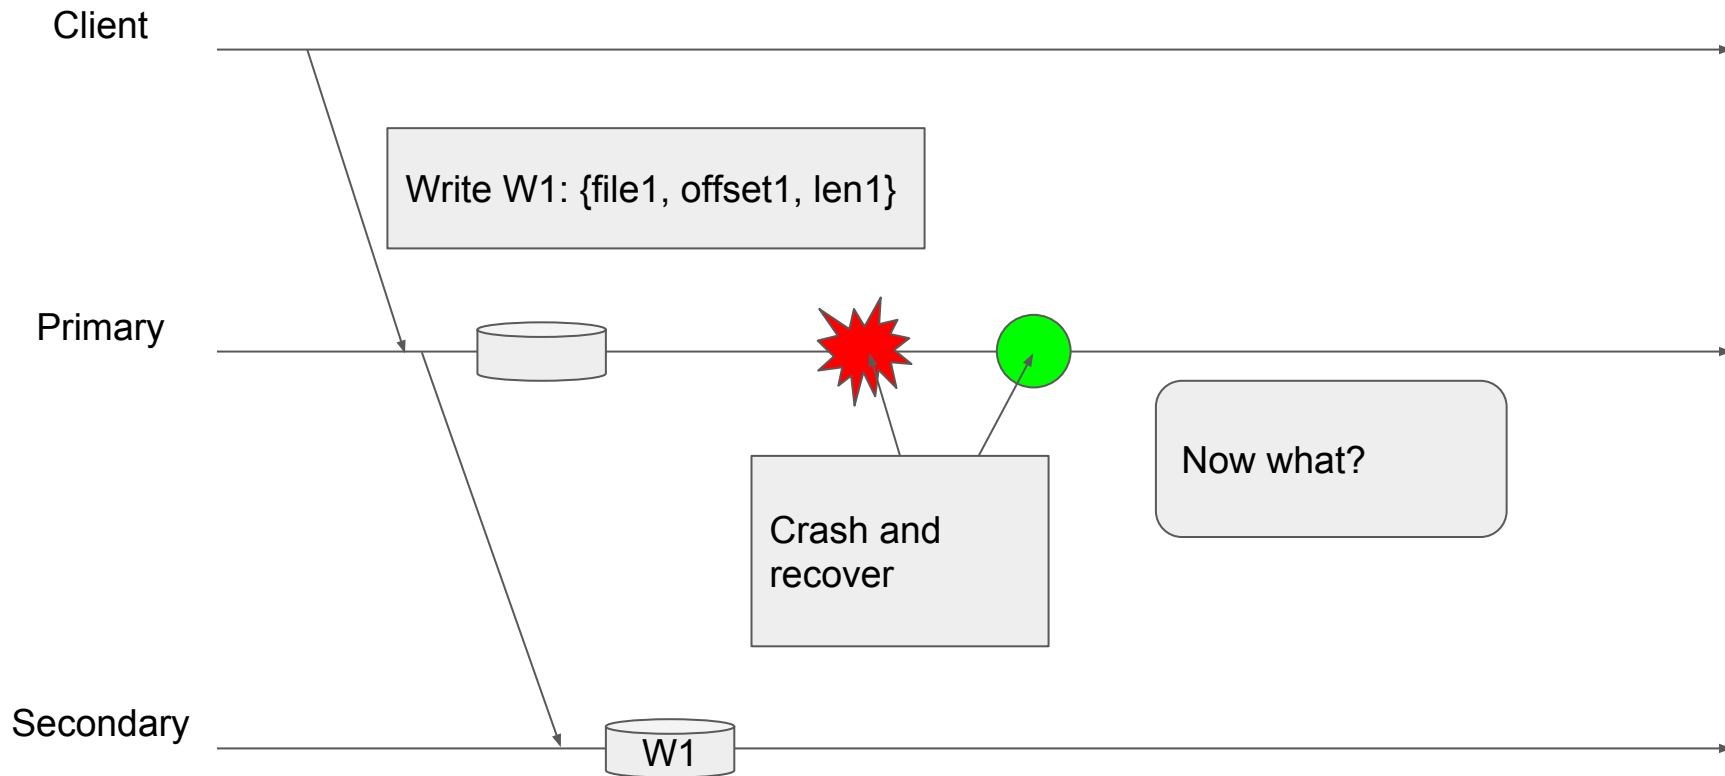 Client
Write W1: {file1, offset1, len1}
Primary
Now what?
Crash and
recover
Secondary
W1